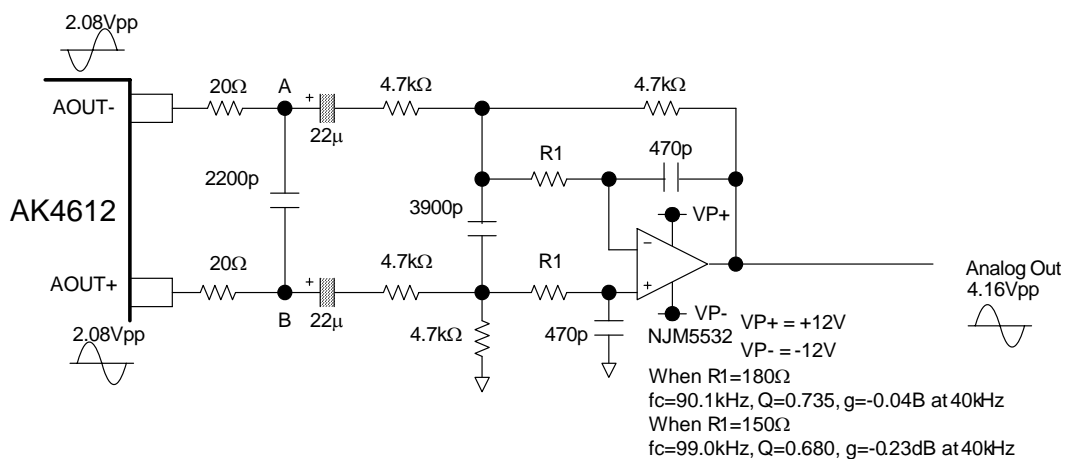 2.08Vpp
20Ω
A
+
4.7kΩ
4.7kΩ
AOUT-
22μ
R1
470p
2200p
AK4612
3900p
VP+
−
20Ω
+
4.7kΩ
R1
+
AOUT+
B
22μ
VP-
Analog Out
4.16Vpp
2.08Vpp
4.7kΩ
470p
NJM5532
VP+ = +12V
VP- = -12V
When R1=180Ω
fc=90.1kHz, Q=0.735, g=-0.04B at 40kHz
When R1=150Ω
fc=99.0kHz, Q=0.680, g=-0.23dB at 40kHz